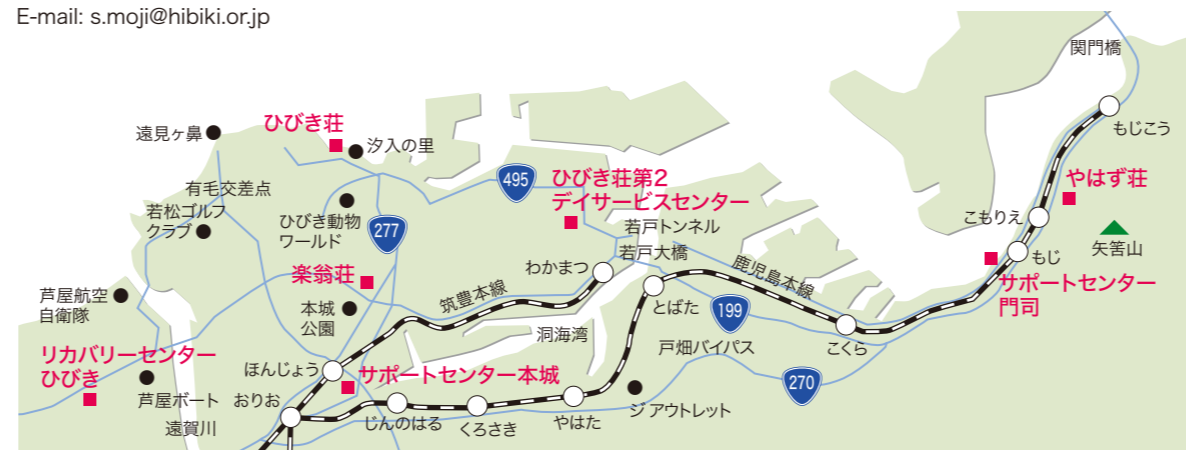 E-mail: s.moji@hibiki.or.jp
関門橋
もじこう
遠見ヶ鼻
ひびき荘
汐入の里
495
ひびき荘第2
デイサービスセンター
やはず荘
有毛交差点
若松ゴルフ
クラブ
ひびき動物
ワールド
277
若戸トンネル
若戸大橋
こもりえ
もじ
矢筈山
楽翁荘
わかまつ
鹿児島本線
サポートセンター
門司
芦屋航空
自衛隊
本城
公園
筑豊本線
とばた
199
洞海湾
戸畑バイパス
こくら
リカバリーセンター
ひびき
ほんじょう
サポートセンター本城
270
芦屋ボート
おりお
遠賀川
じんのはる
くろさき
やはた
ジ アウトレット